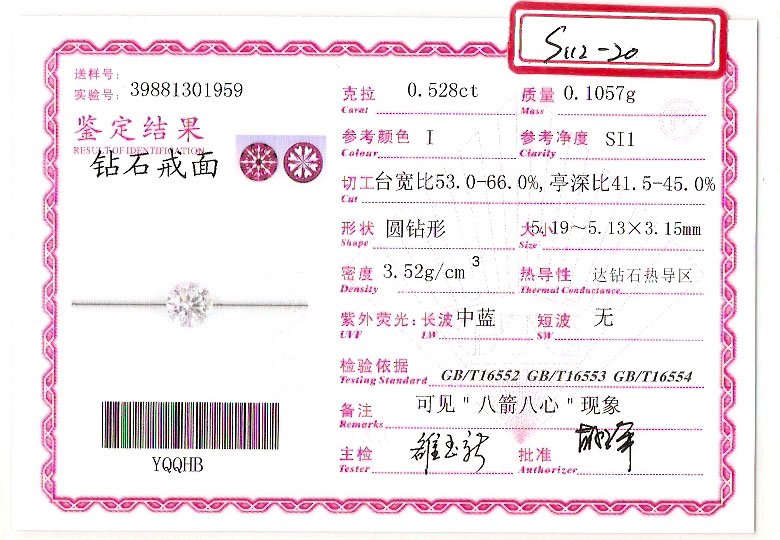 S112-20
送样号:
实验号: 39881301959
鉴定结果
RESULT OF IDENTIFICATION
钻石戒面
克拉 0.528ct 质量 0.1057g
Carat Mass
参考颜色 I 参考净度 SI1
Colour Clarity
切工 台宽比53.0-66.0%,亭深比41.5-45.0%
Cut
形状 圆钻形 大小 5.19~5.13×3.15mm
Shape Size
密度 3.52g/cm³ 热导性 达钻石热导区
Density Thermal Conductance
紫外荧光: 长波 中蓝 短波 无
UVF LW SW
检验依据 GB/T16552 GB/T16553 GB/T16554
Testing Standard
备注 可见"八箭八心"现象
Remarks
主检 批准
Tester Authorizer
YQQHB